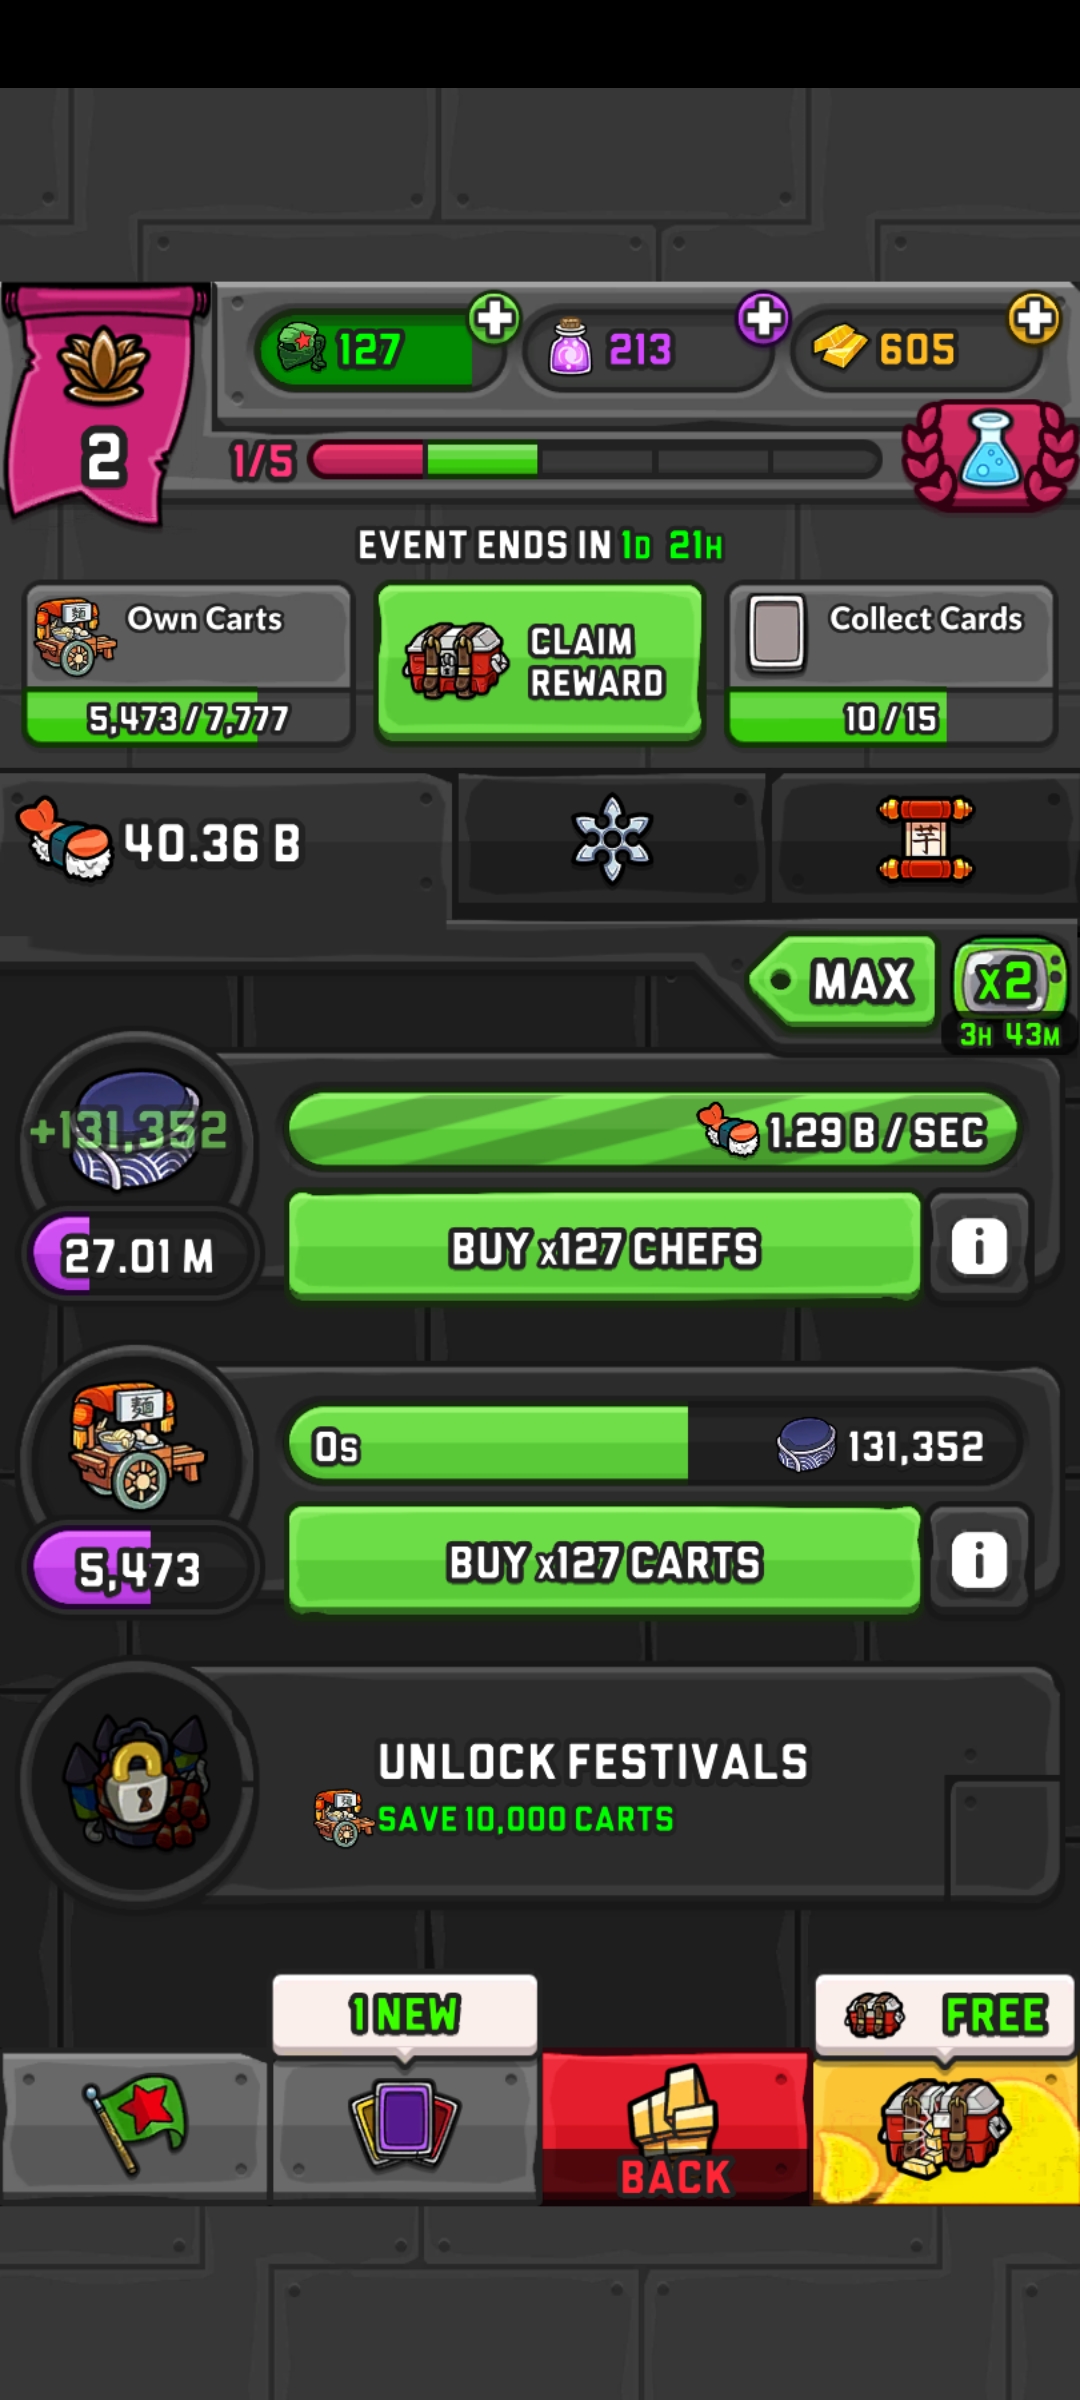 127
213
605
2
1/5
EVENT ENDS IN 1D 21H
Own Carts
5,473/7,777
CLAIM
REWARD
Collect Cards
10/15
40.36 B
芋
MAX
x2
3H 43M
+131,352
1.29 B / SEC
27.01 M
BUY x127 CHEFS
i
麺
0s
131,352
5,473
BUY x127 CARTS
i
UNLOCK FESTIVALS
SAVE 10,000 CARTS
1 NEW
FREE
BACK